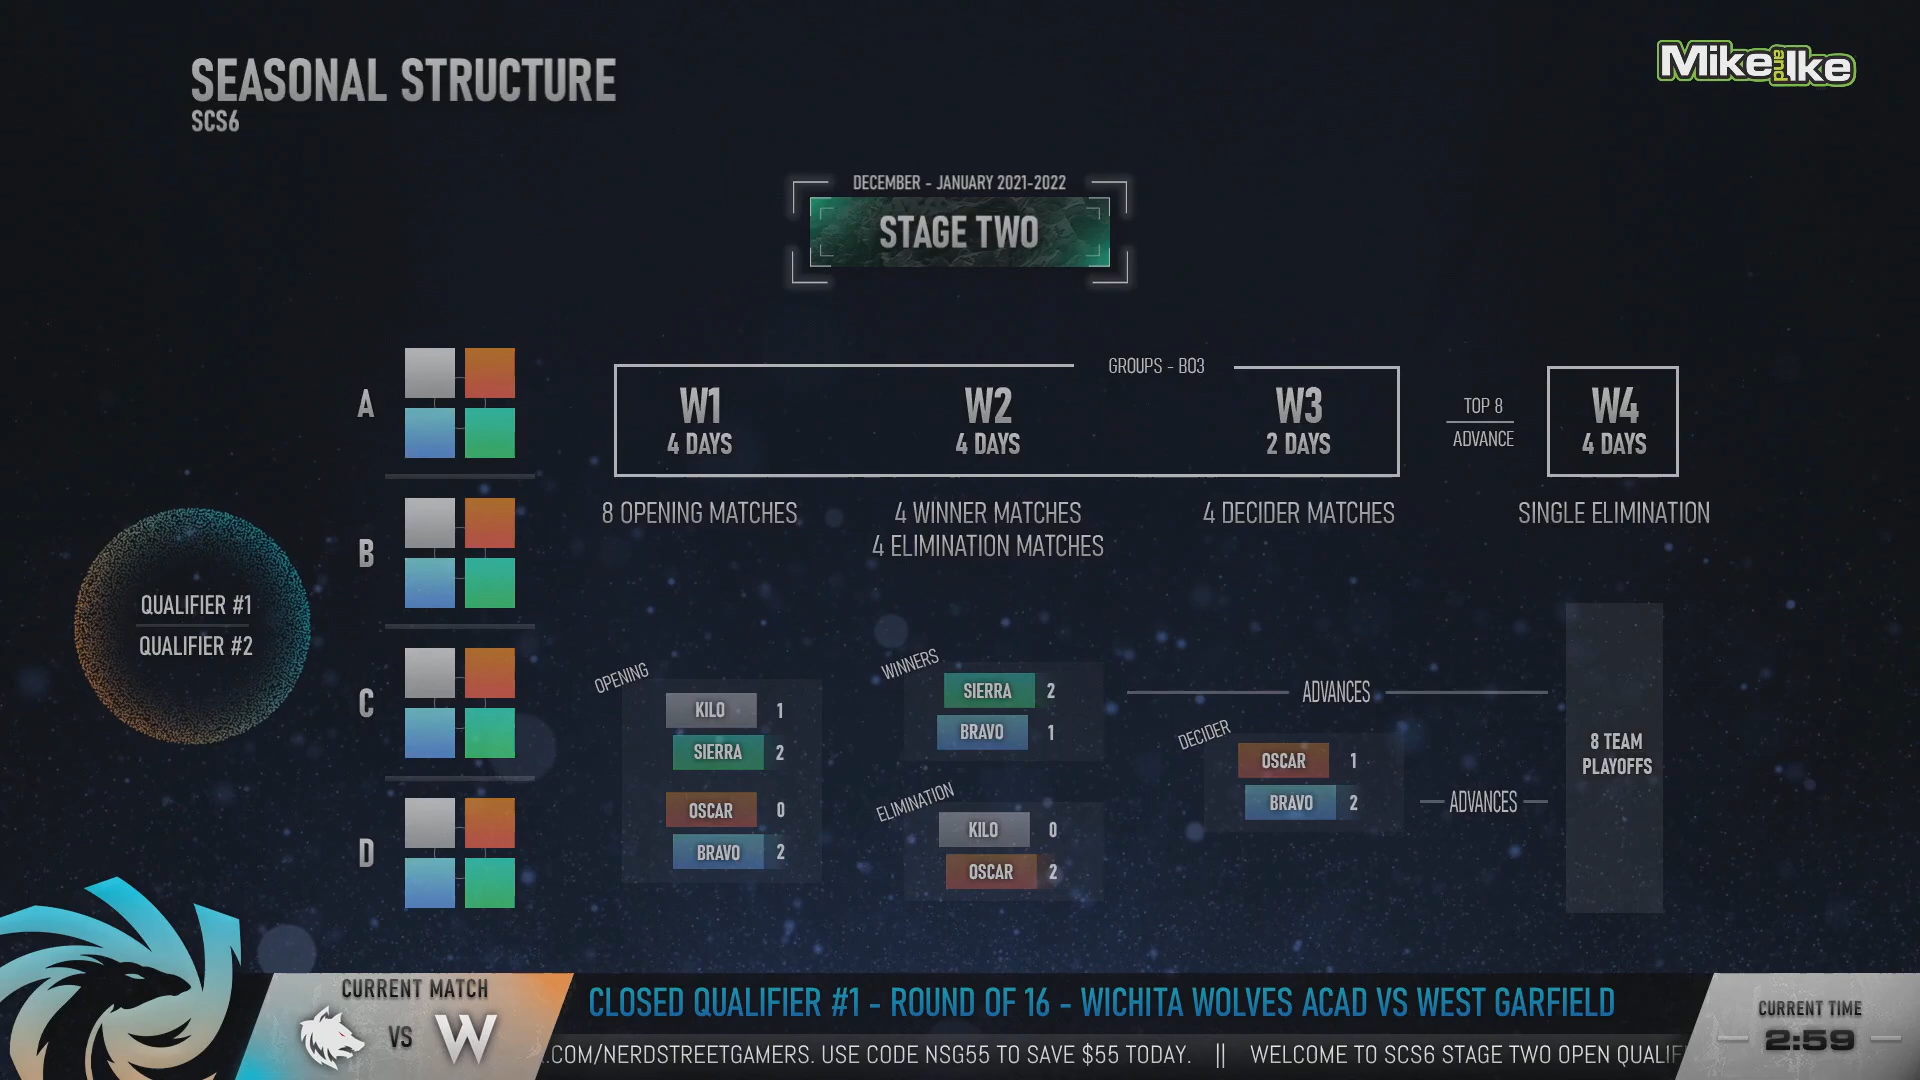 SEASONAL STRUCTURE
SCS6
Mike and Ike
DECEMBER - JANUARY 2021-2022
STAGE TWO
GROUPS - BO3
A
B
C
D
W1
4 DAYS
W2
4 DAYS
W3
2 DAYS
TOP 8
ADVANCE
W4
4 DAYS
8 OPENING MATCHES
4 WINNER MATCHES
4 ELIMINATION MATCHES
4 DECIDER MATCHES
SINGLE ELIMINATION
QUALIFIER #1
QUALIFIER #2
OPENING
KILO 1
SIERRA 2
OSCAR 0
BRAVO 2
WINNERS
SIERRA 2
BRAVO 1
ELIMINATION
KILO 0
OSCAR 2
DECIDER
OSCAR 1
BRAVO 2
ADVANCES
ADVANCES
8 TEAM
PLAYOFFS
CURRENT MATCH
VS
W
CLOSED QUALIFIER #1 - ROUND OF 16 - WICHITA WOLVES ACAD VS WEST GARFIELD
.COM/NERDSTREETGAMERS. USE CODE NSG55 TO SAVE $55 TODAY. || WELCOME TO SCS6 STAGE TWO OPEN QUALIF
CURRENT TIME
2:59